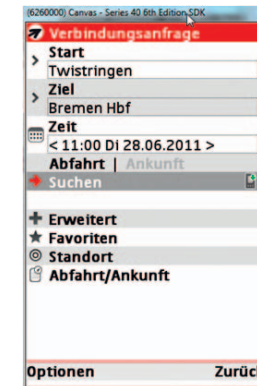 (6260000) Canvas - Series 40 6th Edition SDK
Verbindungsanfrage
Start
Twistringen
Ziel
Bremen Hbf
Zeit
< 11:00 Di 28.06.2011 >
Abfahrt | Ankunft
Suchen
Erweitert
Favoriten
Standort
Abfahrt/Ankunft
Optionen Zurüc